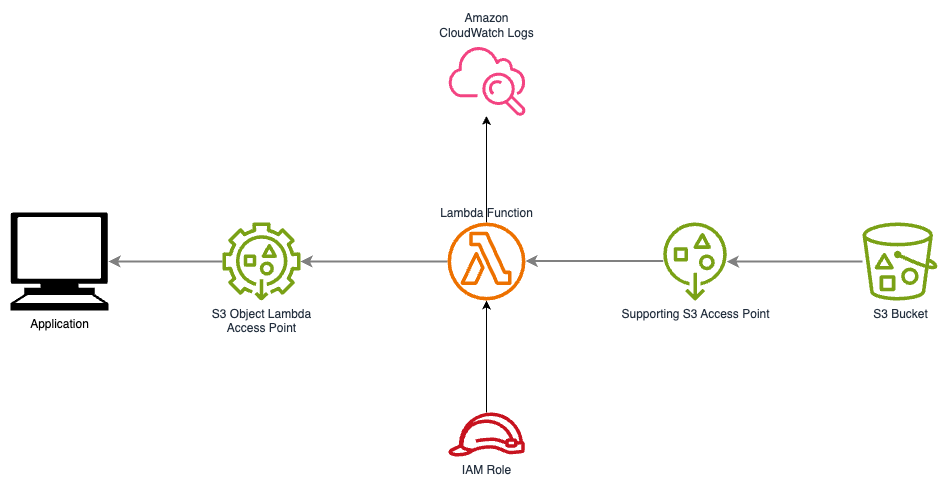 Amazon
CloudWatch Logs
Lambda Function
Application
S3 Object Lambda
Access Point
Supporting S3 Access Point
S3 Bucket
IAM Role